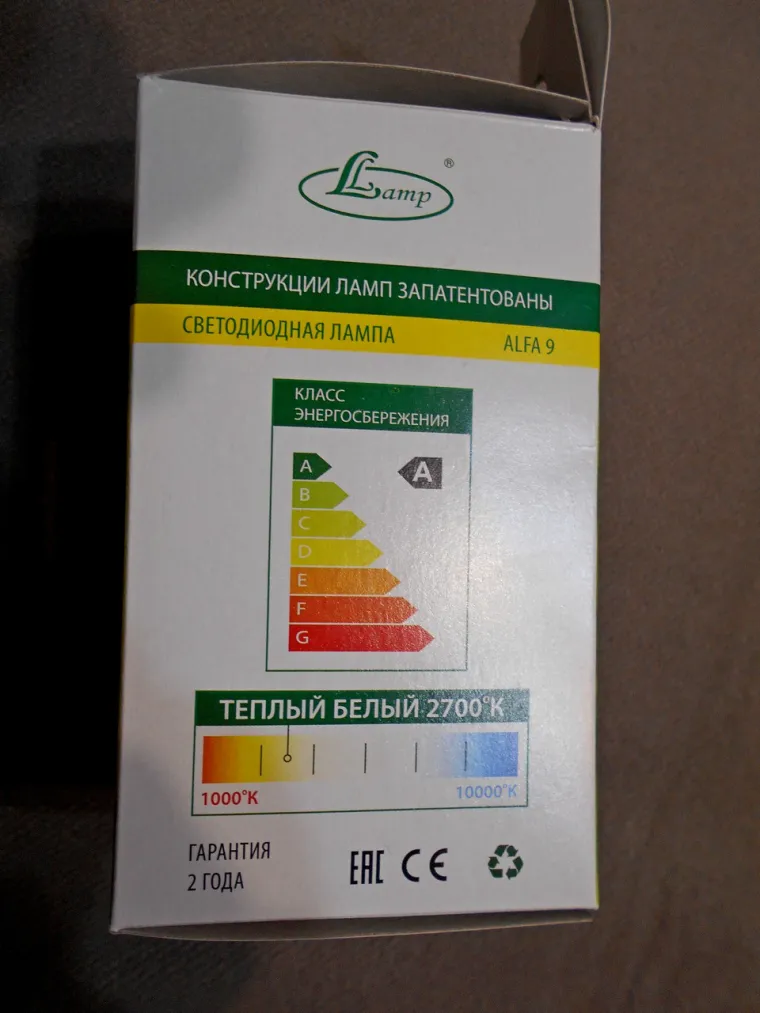 LLamp ®
КОНСТРУКЦИИ ЛАМП ЗАПАТЕНТОВАНЫ
СВЕТОДИОДНАЯ ЛАМПА ALFA 9
КЛАСС
ЭНЕРГОСБЕРЕЖЕНИЯ
A A
B
C
D
E
F
G
ТЕПЛЫЙ БЕЛЫЙ 2700°K
1000°K 10000°K
ГАРАНТИЯ
2 ГОДА
EAC CE